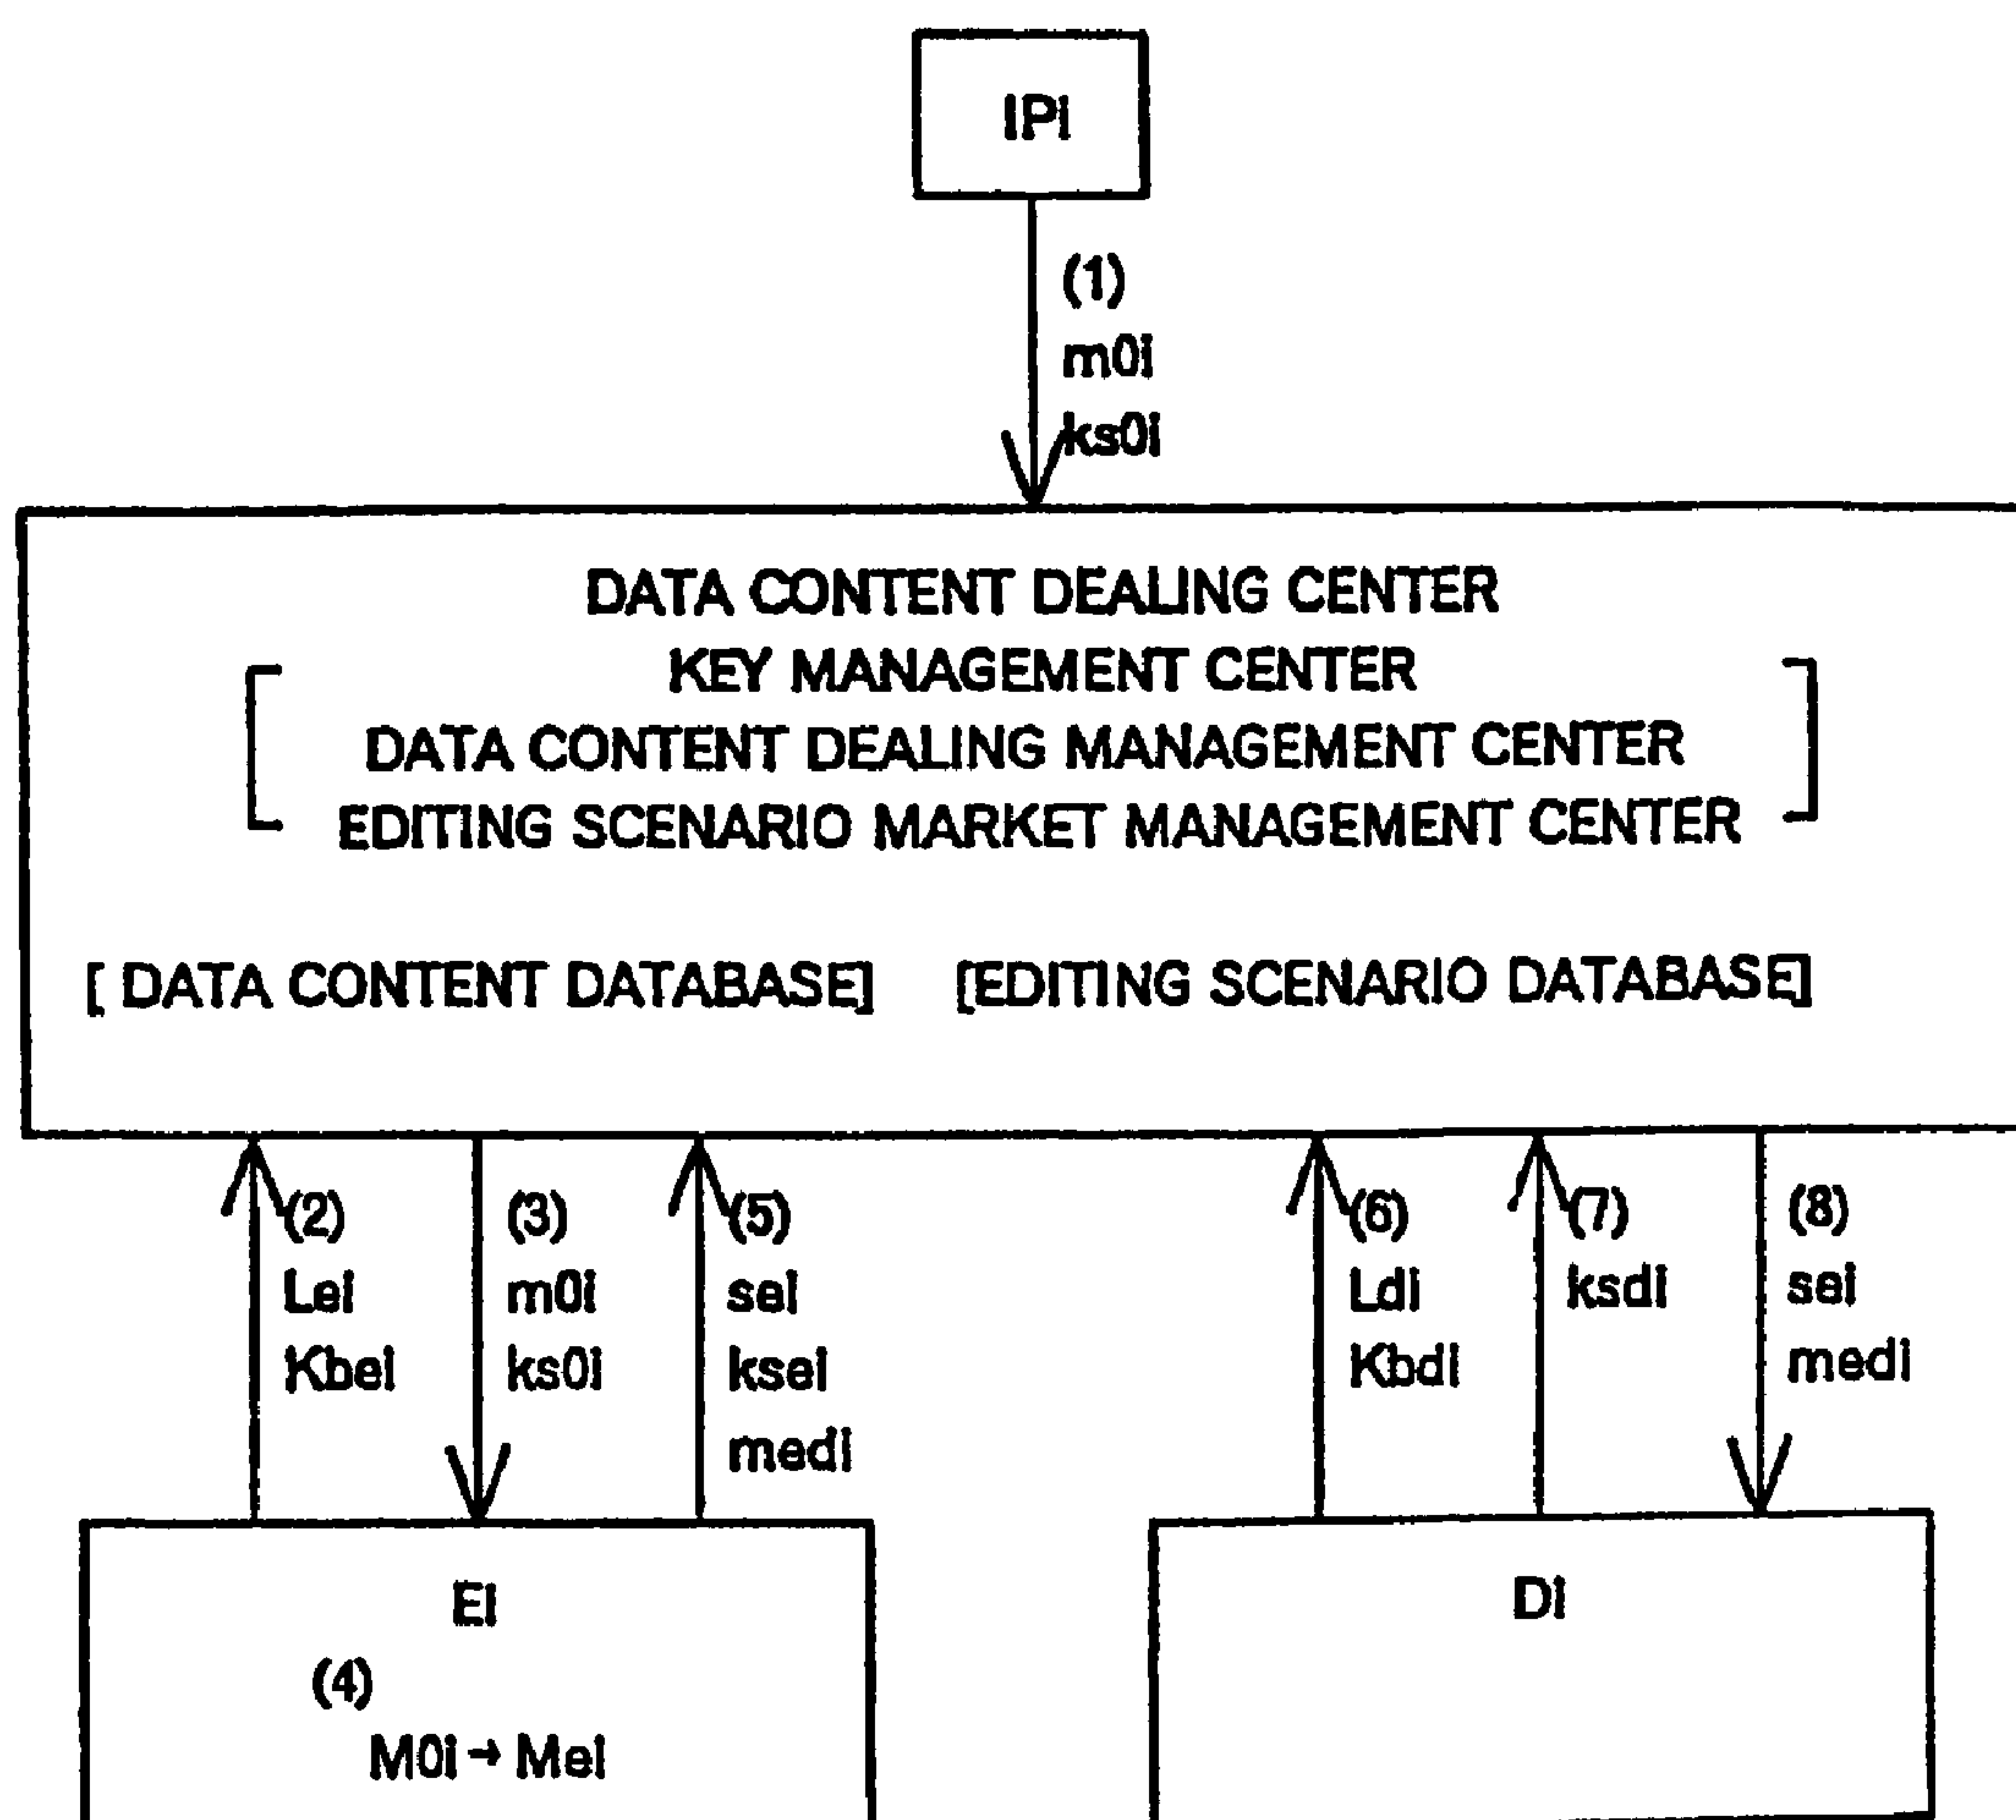 IPi
(1)
m0i
ks0i
DATA CONTENT DEALING CENTER
KEY MANAGEMENT CENTER
DATA CONTENT DEALING MANAGEMENT CENTER
EDITING SCENARIO MARKET MANAGEMENT CENTER
[ DATA CONTENT DATABASE] [EDITING SCENARIO DATABASE]
(2)
Lei
Kbei
(3)
m0i
ks0i
(5)
sei
ksei
medi
(6)
Ldi
Kbdi
(7)
ksdi
(8)
sei
medi
Ei
(4)
M0i → Mei
Di